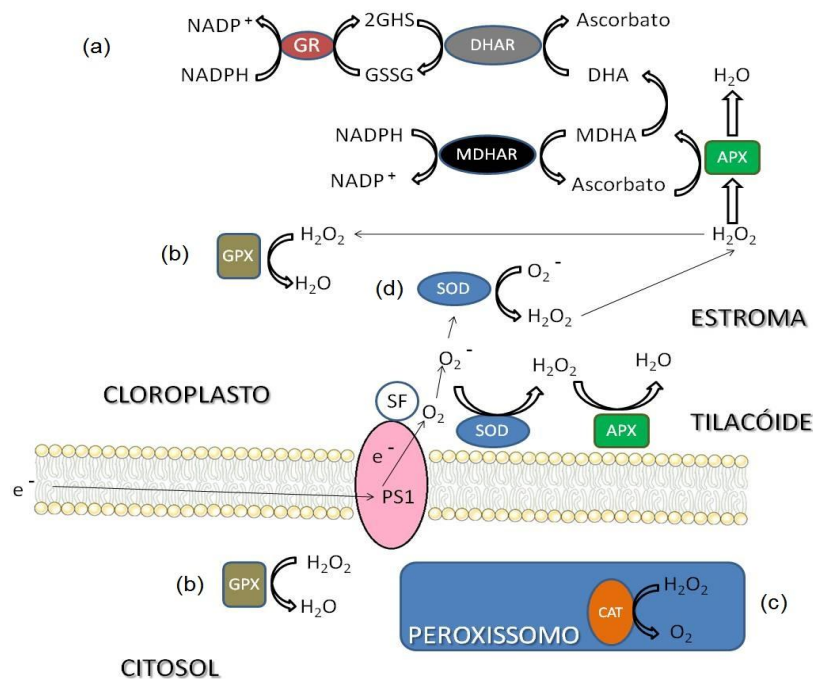 (a)
NADP+ 2GHS Ascorbato
GR DHAR
NADPH GSSG DHA H₂O
NADPH MDHA
MDHAR APX
NADP+ Ascorbato
(b) GPX H₂O₂ H₂O₂
H₂O
(d) SOD O₂-
H₂O₂
ESTROMA
O₂- H₂O₂ H₂O
CLOROPLASTO
SF O₂
SOD APX
TILACÓIDE
e-
e- PS1
(b) GPX H₂O₂
H₂O
CAT H₂O₂ (c)
O₂
PEROXISSOMO
CITOSOL